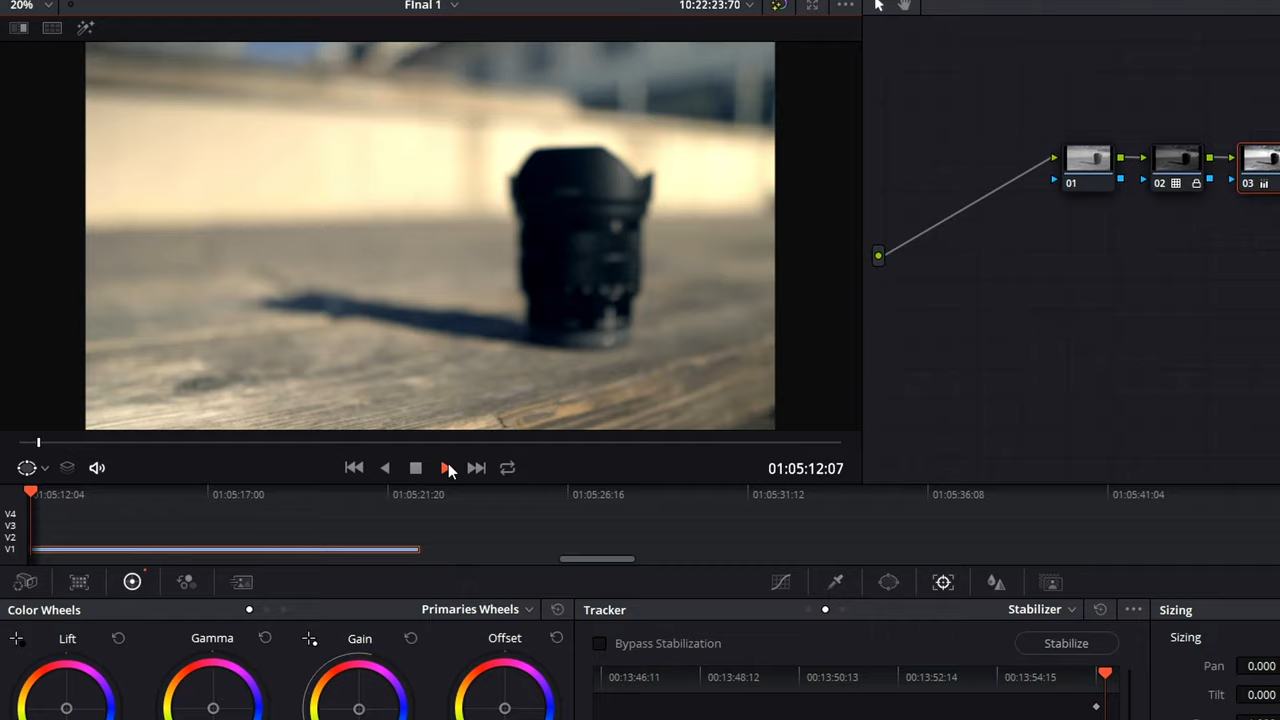 20%
FInal 1
10:22:23:70
01
02
03
01:05:12:07
01:05:12:04
01:05:17:00
01:05:21:20
01:05:26:16
01:05:31:12
01:05:36:08
01:05:41:04
V4
V3
V2
V1
Color Wheels
Primaries Wheels
Tracker
Stabilizer
Sizing
Lift
Gamma
Gain
Offset
Bypass Stabilization
Stabilize
Sizing
00:13:46:11
00:13:48:12
00:13:50:13
00:13:52:14
00:13:54:15
Pan
0.000
Tilt
0.000